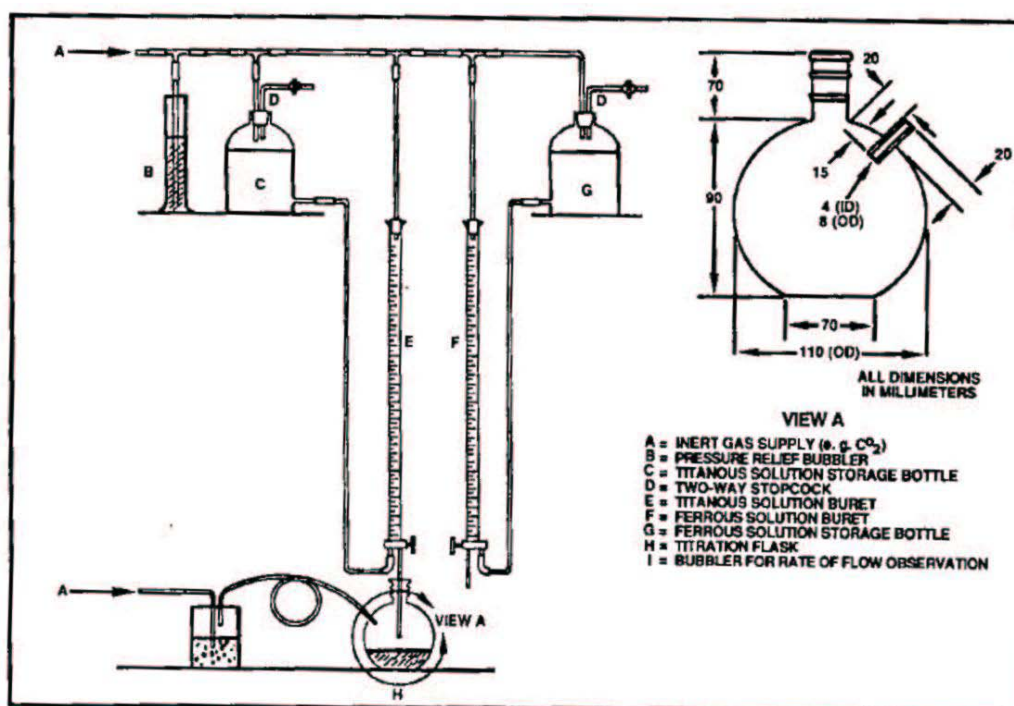 A
D
B
C
D
G
E
F
A
VIEW A
H
70
90
20
15
20
4 (ID)
8 (OD)
70
110 (OD)
ALL DIMENSIONS
IN MILLIMETERS
VIEW A
A = INERT GAS SUPPLY (e. g. CO₂)
B = PRESSURE RELIEF BUBBLER
C = TITANOUS SOLUTION STORAGE BOTTLE
D = TWO-WAY STOPCOCK
E = TITANOUS SOLUTION BURET
F = FERROUS SOLUTION BURET
G = FERROUS SOLUTION STORAGE BOTTLE
H = TITRATION FLASK
I = BUBBLER FOR RATE OF FLOW OBSERVATION